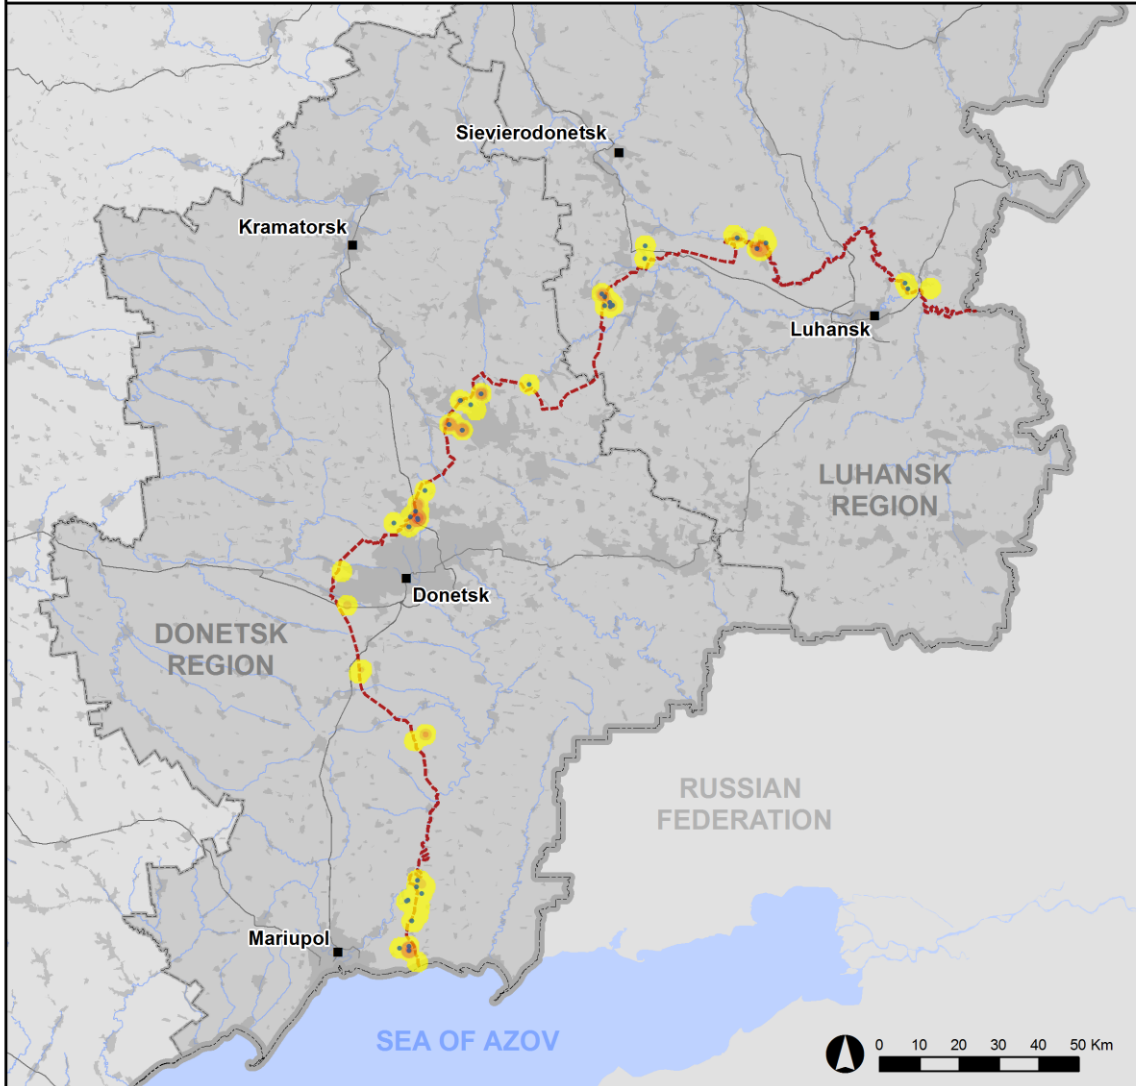 Sievierodonetsk
Kramatorsk
Luhansk
LUHANSK
REGION
Donetsk
DONETSK
REGION
RUSSIAN
FEDERATION
Mariupol
SEA OF AZOV
0 10 20 30 40 50 Km